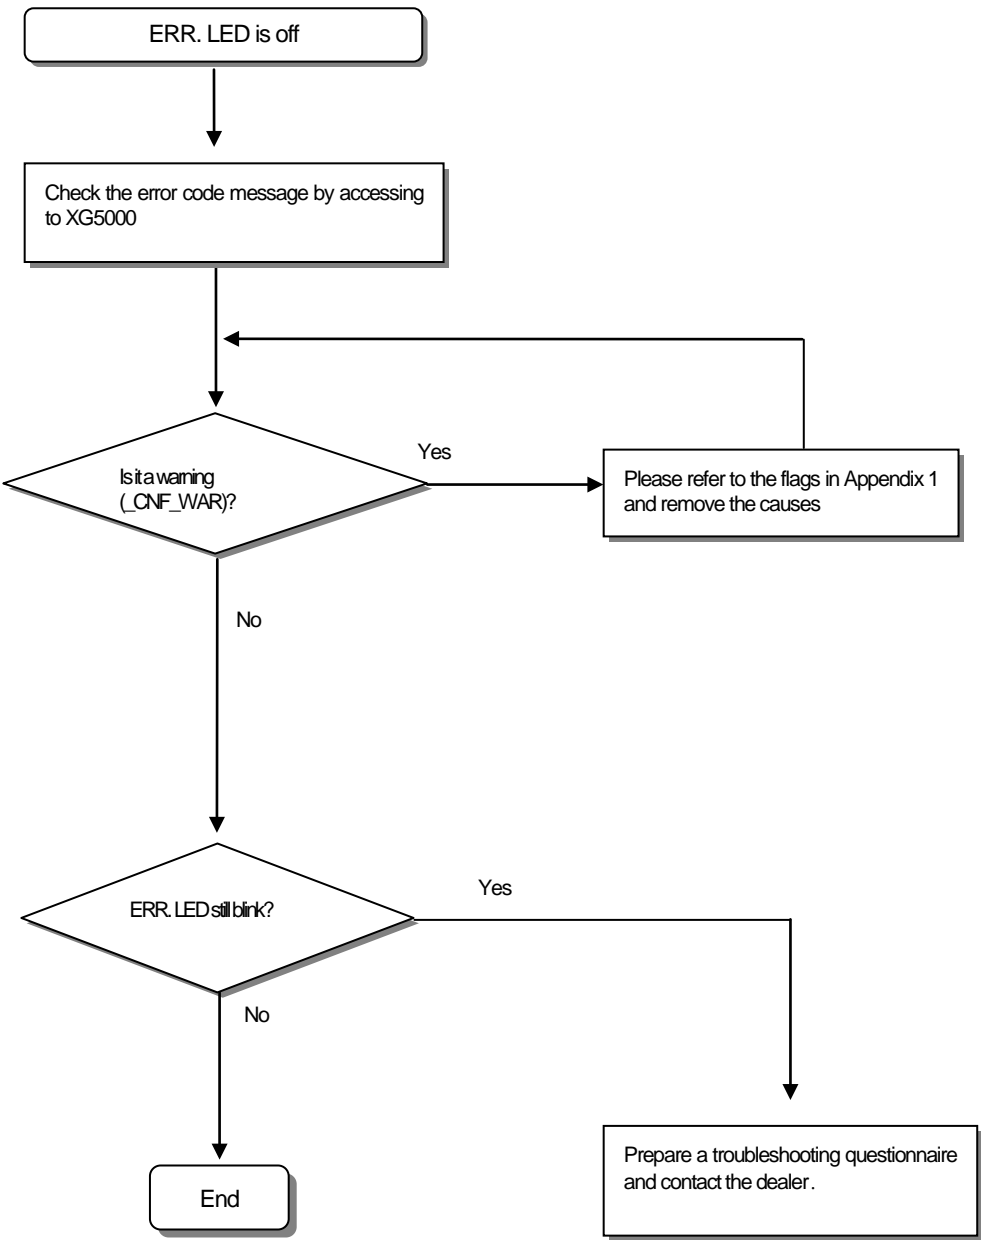 ERR. LED is off
Check the error code message by accessing
to XG5000
Yes
Is it a warning
(_CNF_WAR)?
Please refer to the flags in Appendix 1
and remove the causes
No
Yes
ERR. LED still blink?
No
Prepare a troubleshooting questionnaire
and contact the dealer.
End